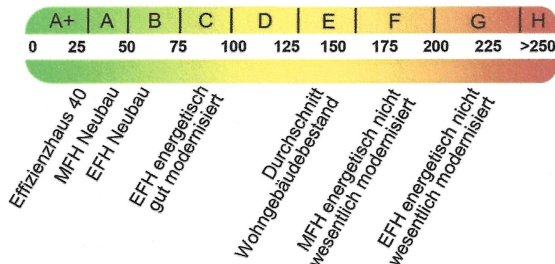 A+ A B C D E F G H
0 25 50 75 100 125 150 175 200 225 >250
Effizienzhaus 40
MFH Neubau
EFH Neubau
EFH energetisch
gut modernisiert
Durchschnitt
Wohngebäudebestand
MFH energetisch nicht
wesentlich modernisiert
EFH energetisch nicht
wesentlich modernisiert